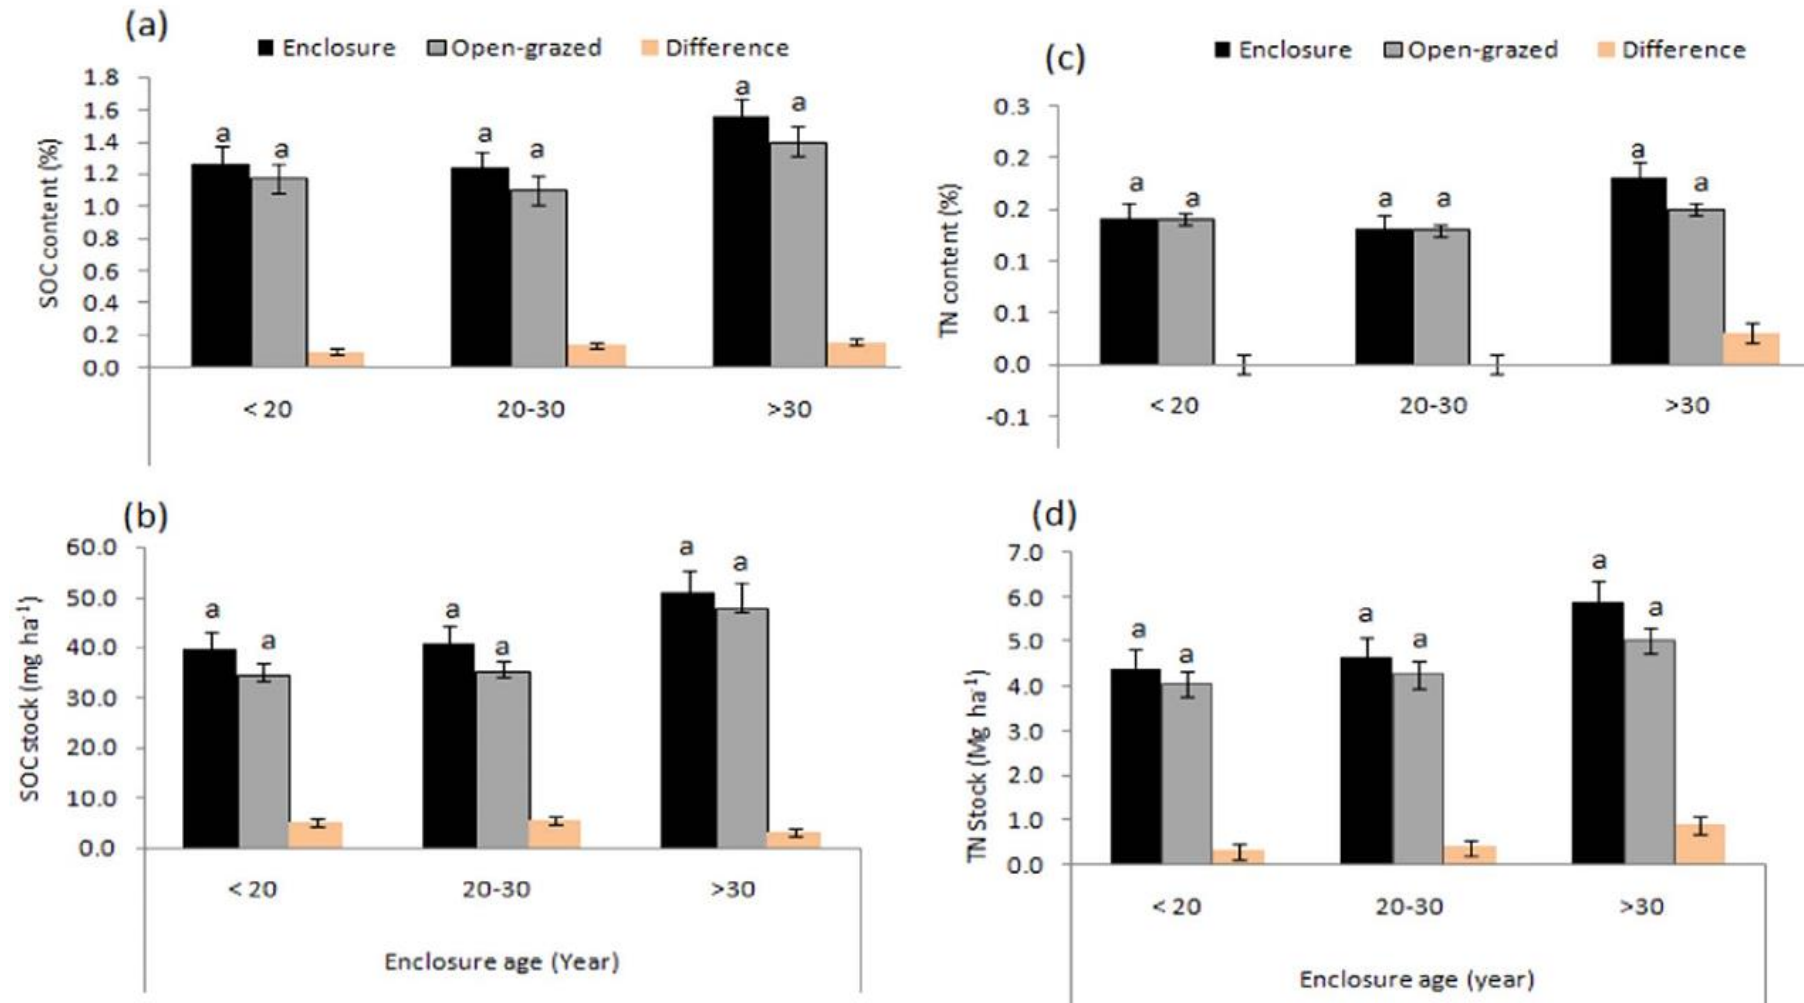 (a)
Enclosure Open-grazed Difference
SOC content (%)
1.8
1.6
1.4
1.2
1.0
0.8
0.6
0.4
0.2
0.0
a a a a a a
< 20 20-30 >30
(c)
Enclosure Open-grazed Difference
TN content (%)
0.3
0.2
0.2
0.1
0.1
0.0
-0.1
a a a a a a
< 20 20-30 >30
(b)
SOC stock (mg ha-1)
60.0
50.0
40.0
30.0
20.0
10.0
0.0
a a a a a a
< 20 20-30 >30
Enclosure age (Year)
(d)
TN Stock (Mg ha-1)
7.0
6.0
5.0
4.0
3.0
2.0
1.0
0.0
a a a a a a
< 20 20-30 >30
Enclosure age (year)